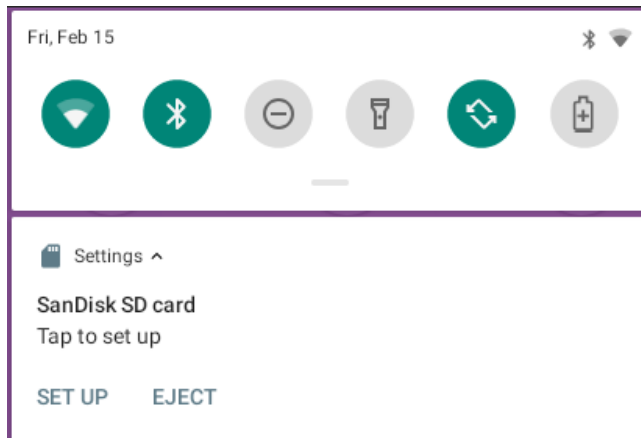 Fri, Feb 15
Settings
SanDisk SD card
Tap to set up
SET UP EJECT